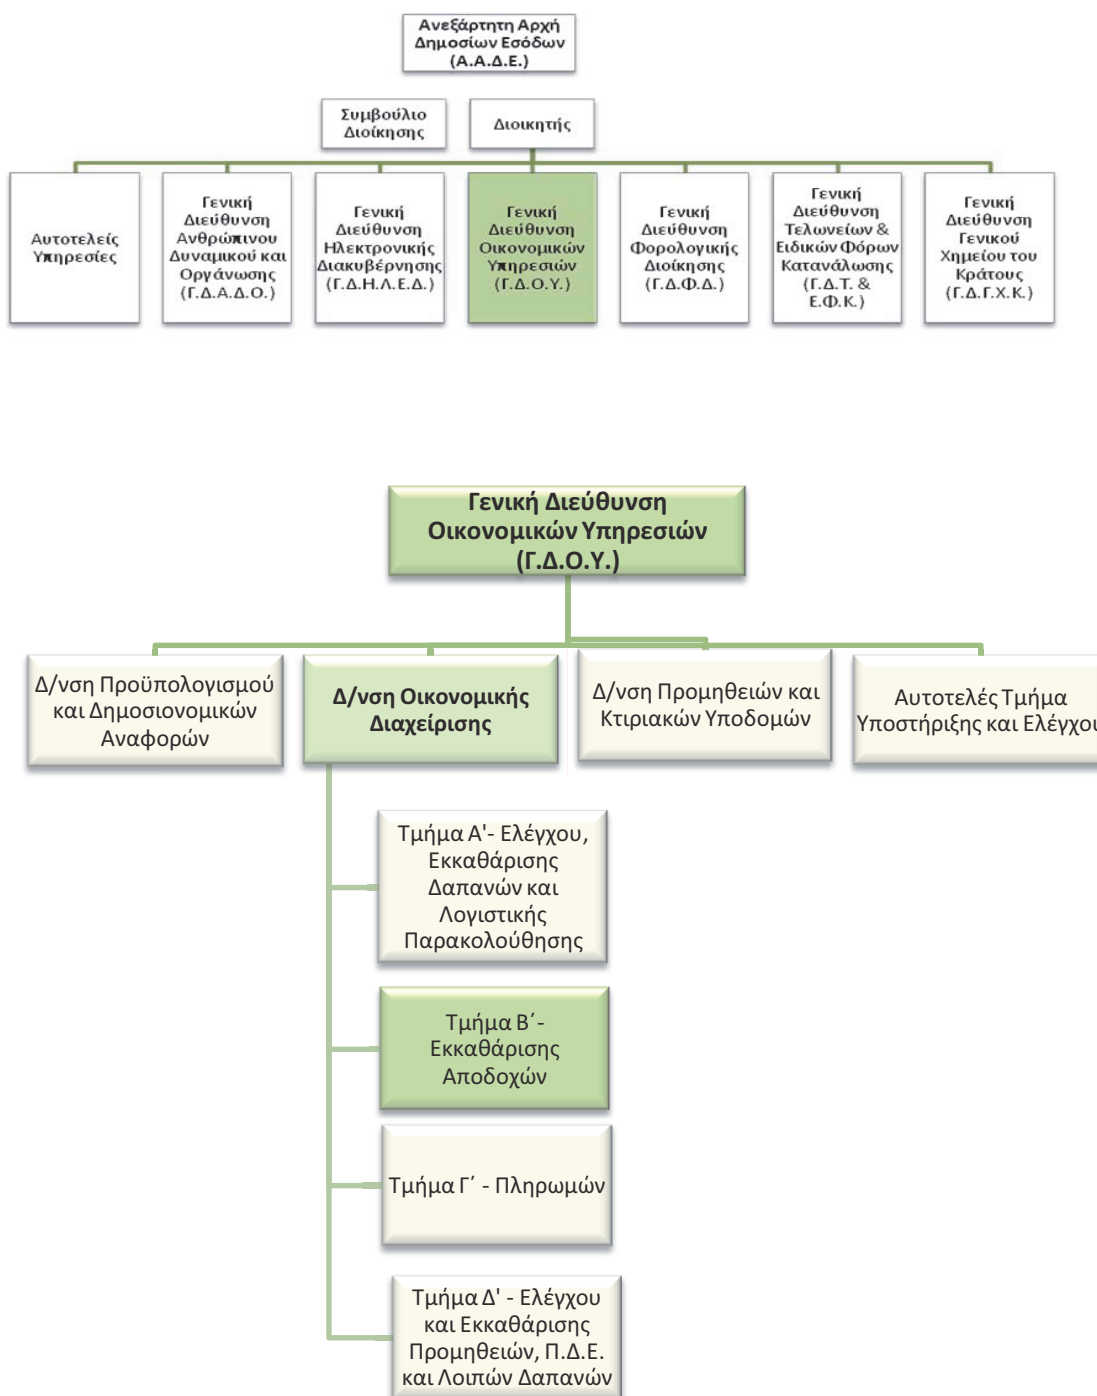 Ανεξάρτητη Αρχή
Δημοσίων Εσόδων
(Α.Α.Δ.Ε.)
Συμβούλιο
Διοίκησης
Διοικητής
Αυτοτελείς
Υπηρεσίες
Γενική
Διεύθυνση
Ανθρώπινου
Δυναμικού και
Οργάνωσης
(Γ.Δ.Α.Δ.Ο.)
Γενική
Διεύθυνση
Ηλεκτρονικής
Διακυβέρνησης
(Γ.Δ.Η.Λ.Ε.Δ.)
Γενική
Διεύθυνση
Οικονομικών
Υπηρεσιών
(Γ.Δ.Ο.Υ.)
Γενική
Διεύθυνση
Φορολογικής
Διοίκησης
(Γ.Δ.Φ.Δ.)
Γενική
Διεύθυνση
Τελωνείων &
Ειδικών Φόρων
Κατανάλωσης
(Γ.Δ.Τ. &
Ε.Φ.Κ.)
Γενική
Διεύθυνση
Γενικού
Χημείου του
Κράτους
(Γ.Δ.Γ.Χ.Κ.)
Γενική Διεύθυνση
Οικονομικών Υπηρεσιών
(Γ.Δ.Ο.Υ.)
Δ/νση Προϋπολογισμού
και Δημοσιονομικών
Αναφορών
Δ/νση Οικονομικής
Διαχείρισης
Δ/νση Προμηθειών και
Κτιριακών Υποδομών
Αυτοτελές Τμήμα
Υποστήριξης και Ελέγχου
Τμήμα Α'- Ελέγχου,
Εκκαθάρισης
Δαπανών και
Λογιστικής
Παρακολούθησης
Τμήμα Β΄-
Εκκαθάρισης
Αποδοχών
Τμήμα Γ΄ - Πληρωμών
Τμήμα Δ' - Ελέγχου
και Εκκαθάρισης
Προμηθειών, Π.Δ.Ε.
και Λοιπών Δαπανών